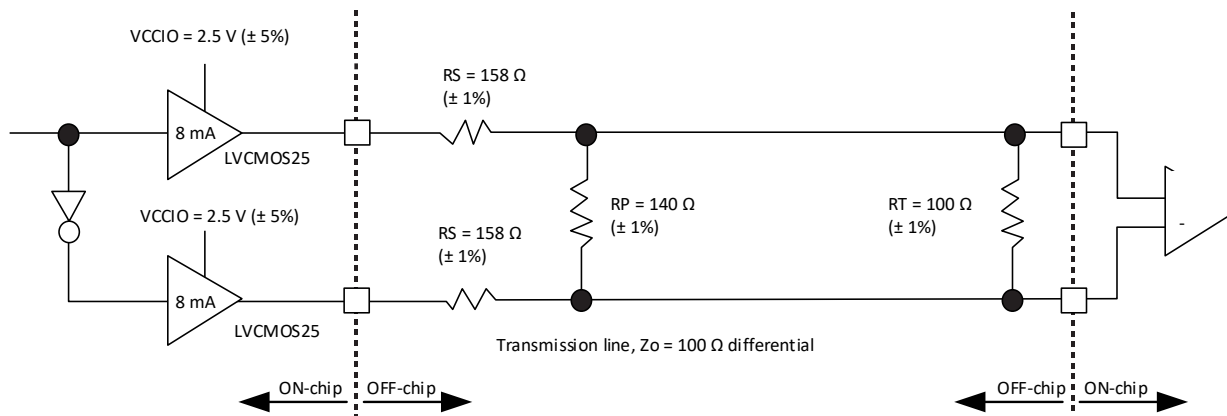 VCCIO = 2.5 V (± 5%)
RS = 158 Ω
(± 1%)
8 mA
LVCMOS25
VCCIO = 2.5 V (± 5%)
RP = 140 Ω
(± 1%)
RT = 100 Ω
(± 1%)
RS = 158 Ω
(± 1%)
-
8 mA
LVCMOS25
Transmission line, Zo = 100 Ω differential
ON-chip
OFF-chip
OFF-chip
ON-chip